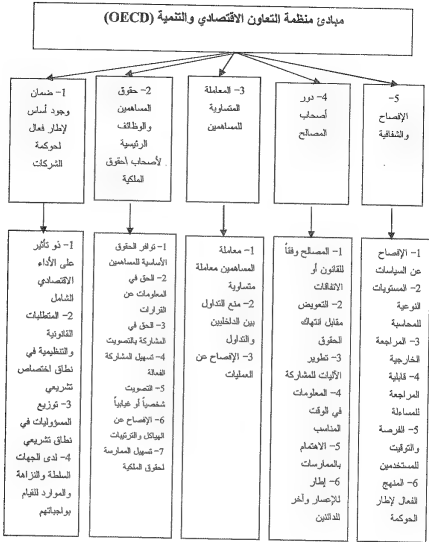 مبادئ منظمة التعاون الاقتصادي والتنمية (OECD)
1- ضمان
وجود أساس
لإطار فعال
لحوكمة
الشركات
2- حقوق
المساهمين
والوظائف
الرئيسية
لأصحاب أحقوق
الملكية
3- المعاملة
المتساوية
للمساهمين
4- دور
أصحاب
المصالح
5-
الإفصاح
والشفافية
1- ذو تأثير
على الأداء
الاقتصادي
الشامل
2- المتطلبات
القانونية
والتنظيمية في
نطاق اختصاص
تشريعي
3- توزيع
المسؤوليات في
نطاق تشريعي
4- لدى الجهات
السلطة والنزاهة
والموارد للقيام
بواجباتهم
1- توافر الحقوق
الأساسية للمساهمين
2- الحق في
المعلومات عن
القرارات
3- الحق في
المشاركة بالتصويت
4- تسهيل المشاركة
الفعالة
5- التصويت
شخصياً أو غيابياً
6- الإفصاح عن
الهياكل والترتيبات
7- تسهيل الممارسة
لحقوق الملكية
1- معاملة
المساهمين معاملة
متساوية
2- منع التداول
بين الداخليين
والتداول
3- الإفصاح عن
العمليات
1- المصالح وفقاً
للقانون أو
الاتفاقات
2- التعويض
مقابل انتهاك
الحقوق
3- تطوير
الآليات للمشاركة
4- المعلومات
في الوقت
المناسب
5- الاهتمام
بالممارسات
6- إطار
للإعسار وآخر
للدائنين
1- الإفصاح
عن السياسات
2- المستويات
النوعية
للمحاسبة
3- المراجعة
الخارجية
4- قابلية
المراجعة
للمساءلة
5- الفرصة
والتوقيت
للمستخدمين
6- المنهج
الفعال لإطار
الحوكمة